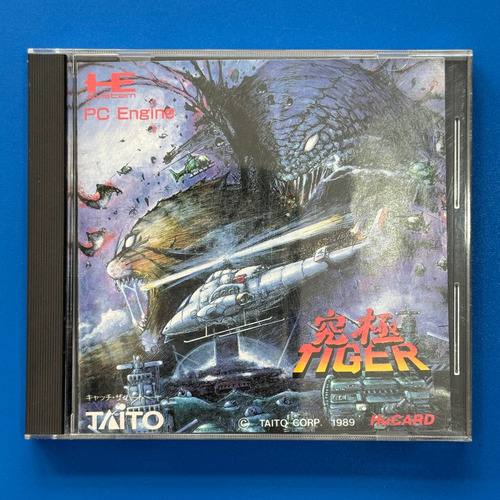 HE
system
PC Engine
究極
TIGER
キャッチ・ザ・ハート
TAITO
© TAITO CORP. 1989
HuCARD